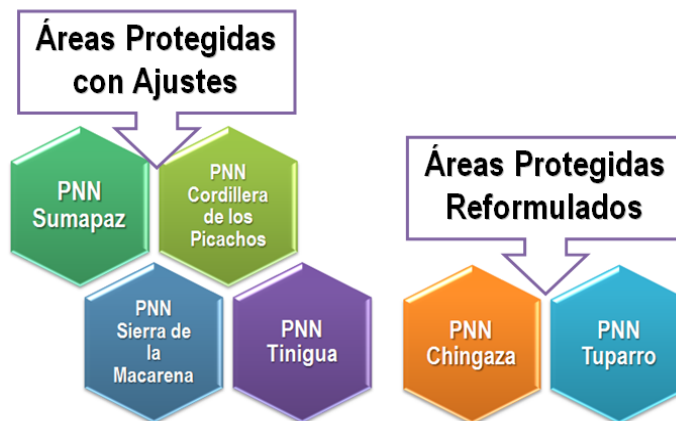 Áreas Protegidas
con Ajustes
PNN
Sumapaz
PNN
Cordillera
de los
Picachos
PNN
Sierra de
la
Macarena
PNN
Tinigua
Áreas Protegidas
Reformulados
PNN
Chingaza
PNN
Tuparro